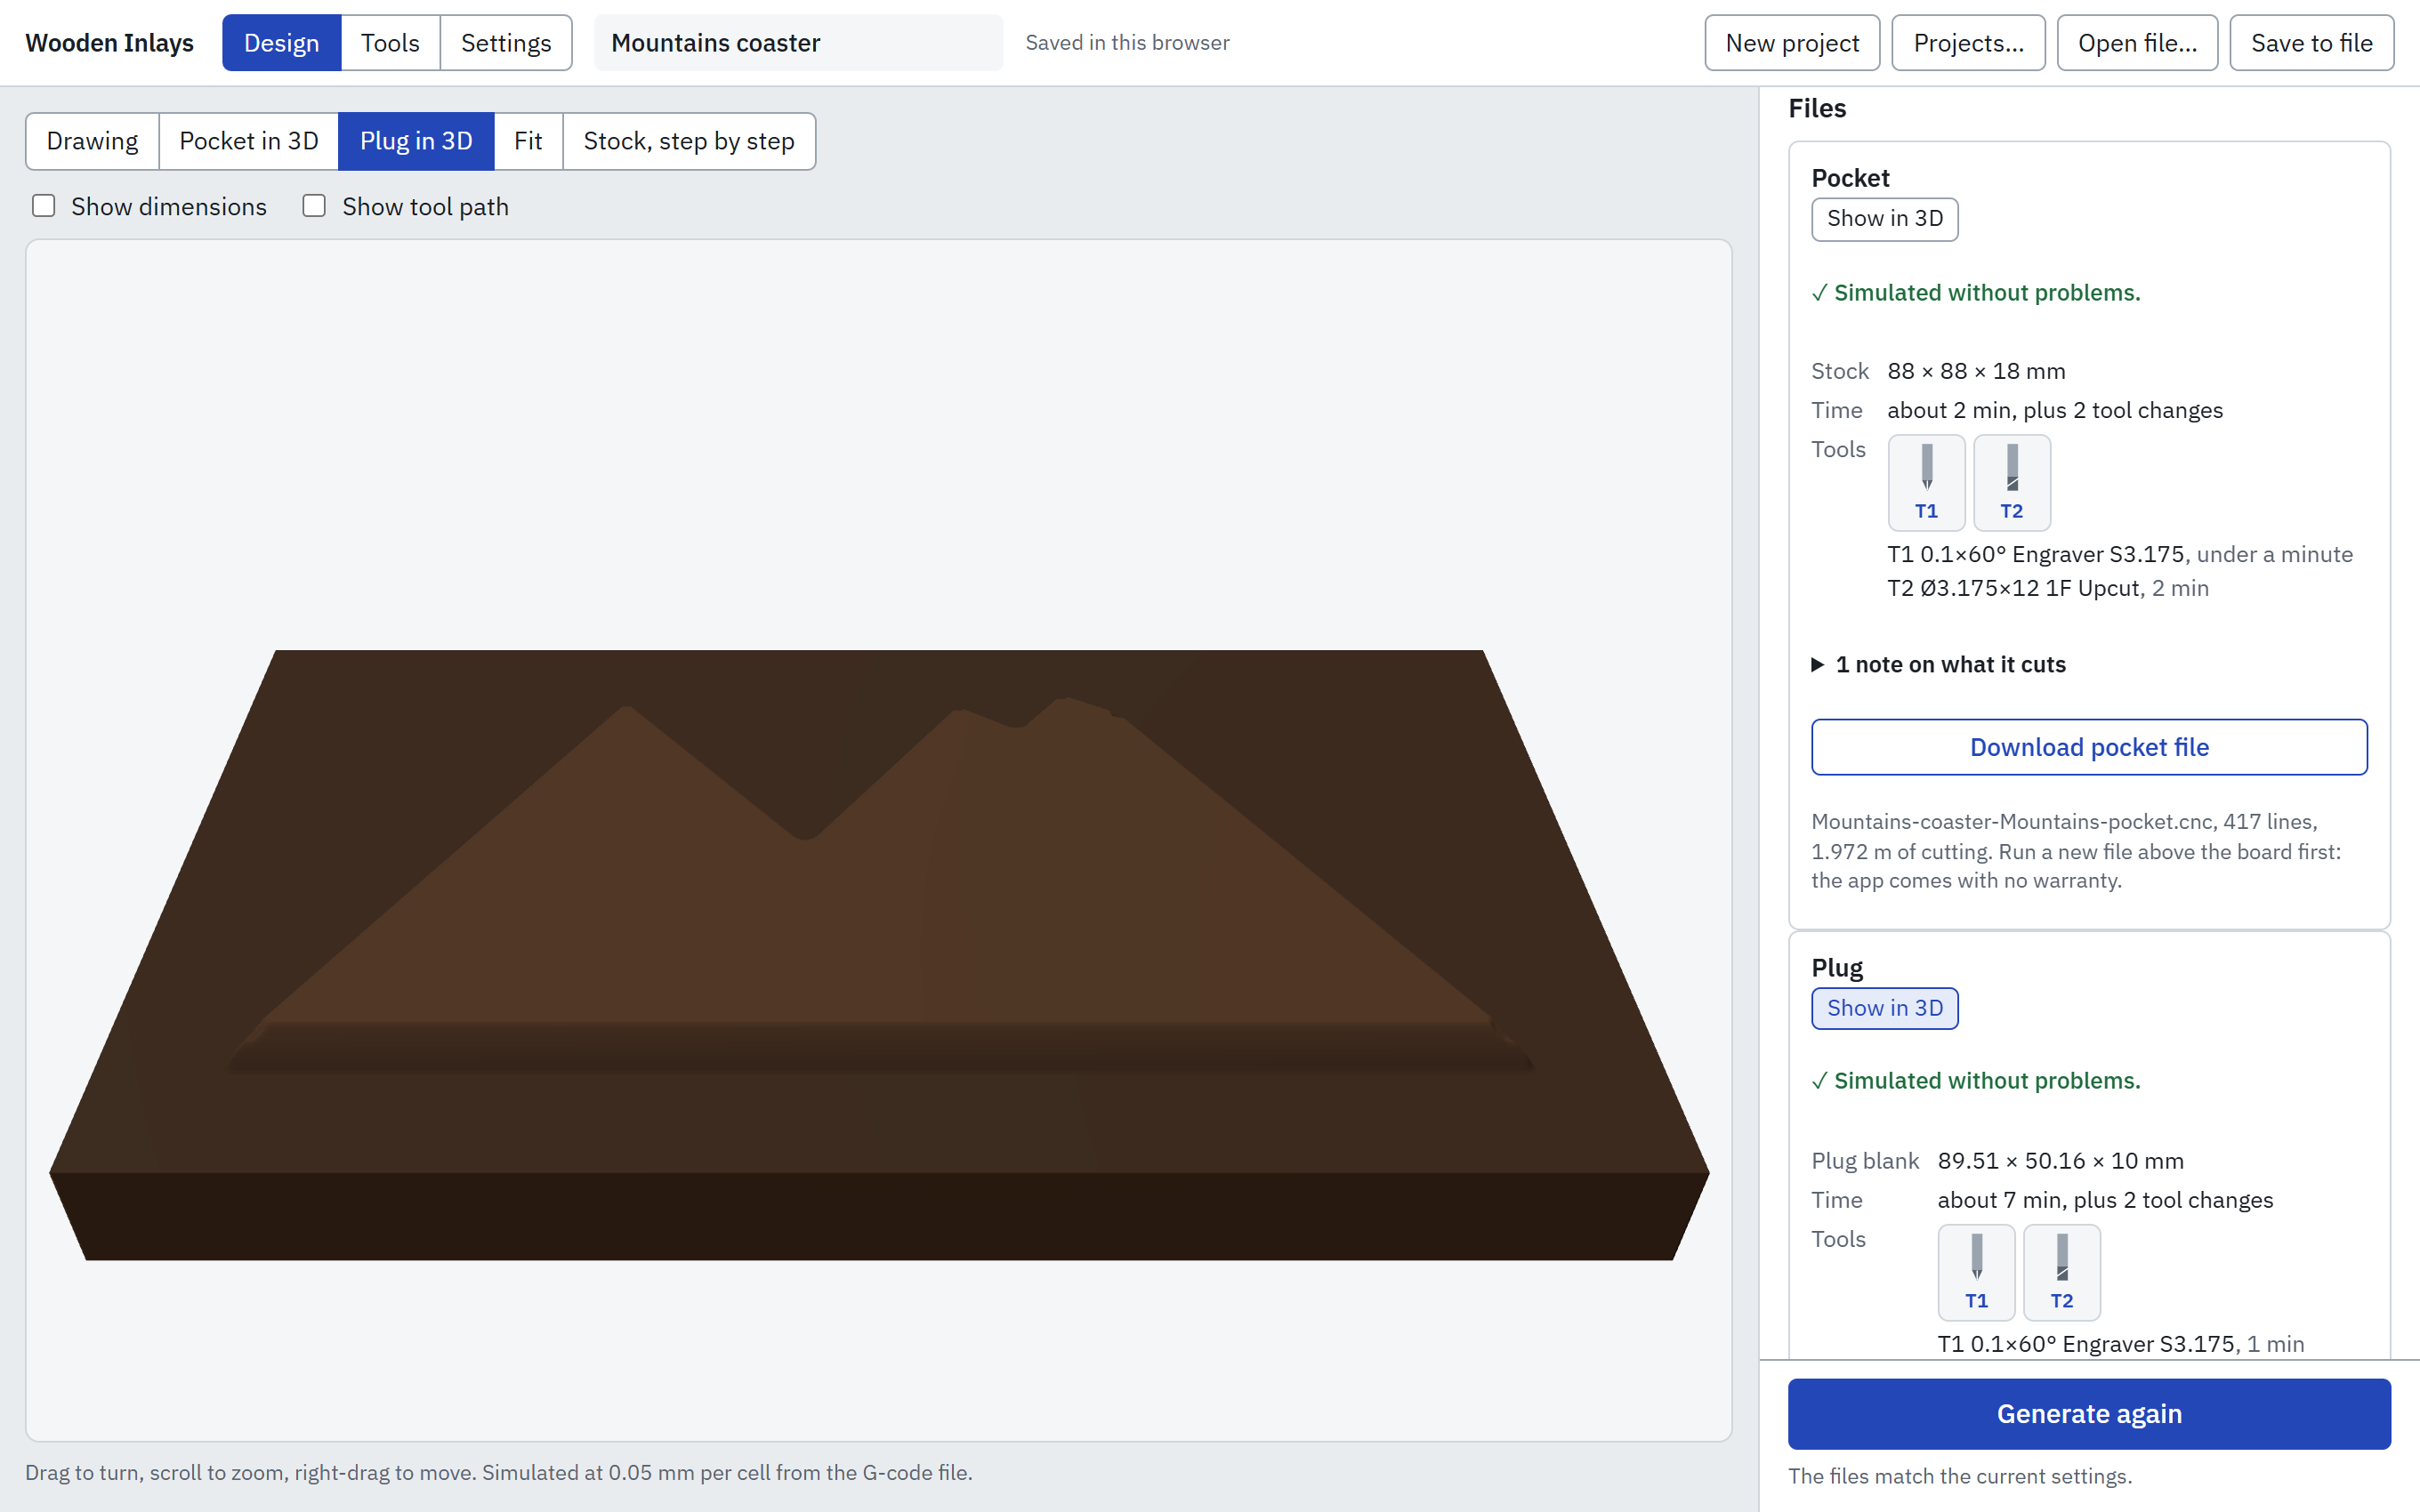 Wooden Inlays
Design
Tools
Settings
Mountains coaster
Saved in this browser
New project
Projects…
Open file…
Save to file
Drawing
Pocket in 3D
Plug in 3D
Fit
Stock, step by step
Show dimensions
Show tool path
Drag to turn, scroll to zoom, right-drag to move. Simulated at 0.05 mm per cell from the G-code file.
Files
Pocket
Show in 3D
✓ Simulated without problems.
Stock 88 × 88 × 18 mm
Time about 2 min, plus 2 tool changes
Tools
T1 T2
T1 0.1×60° Engraver S3.175, under a minute
T2 Ø3.175×12 1F Upcut, 2 min
▶ 1 note on what it cuts
Download pocket file
Mountains-coaster-Mountains-pocket.cnc, 417 lines,
1.972 m of cutting. Run a new file above the board first:
the app comes with no warranty.
Plug
Show in 3D
✓ Simulated without problems.
Plug blank 89.51 × 50.16 × 10 mm
Time about 7 min, plus 2 tool changes
Tools
T1 T2
T1 0.1×60° Engraver S3.175, 1 min
Generate again
The files match the current settings.